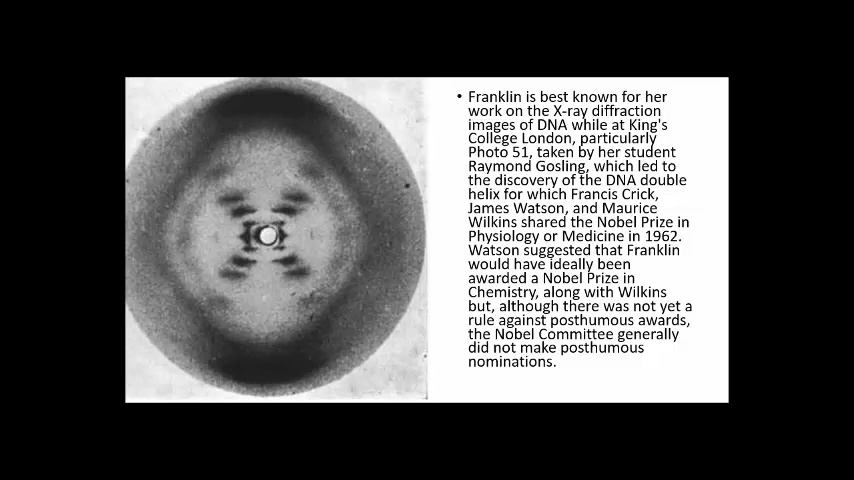 • Franklin is best known for her
work on the X-ray diffraction
images of DNA while at King's
College London, particularly
Photo 51, taken by her student
Raymond Gosling, which led to
the discovery of the DNA double
helix for which Francis Crick,
James Watson, and Maurice
Wilkins shared the Nobel Prize in
Physiology or Medicine in 1962.
Watson suggested that Franklin
would have ideally been
awarded a Nobel Prize in
Chemistry, along with Wilkins
but, although there was not yet a
rule against posthumous awards,
the Nobel Committee generally
did not make posthumous
nominations.